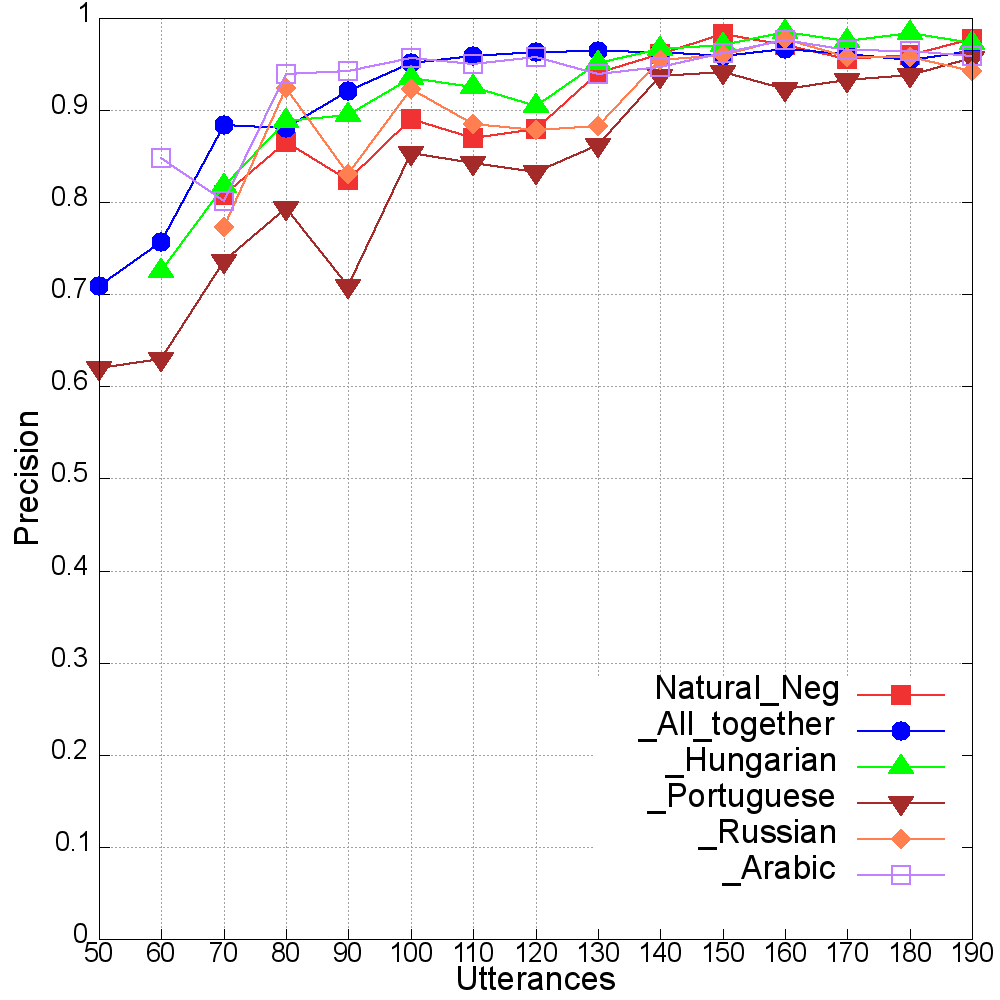 1
0.9
0.8
0.7
0.6
0.5
0.4
0.3
0.2
0.1
0
Precision
Natural_Neg
_All_together
_Hungarian
_Portuguese
_Russian
_Arabic
50 60 70 80 90 100 110 120 130 140 150 160 170 180 190
Utterances